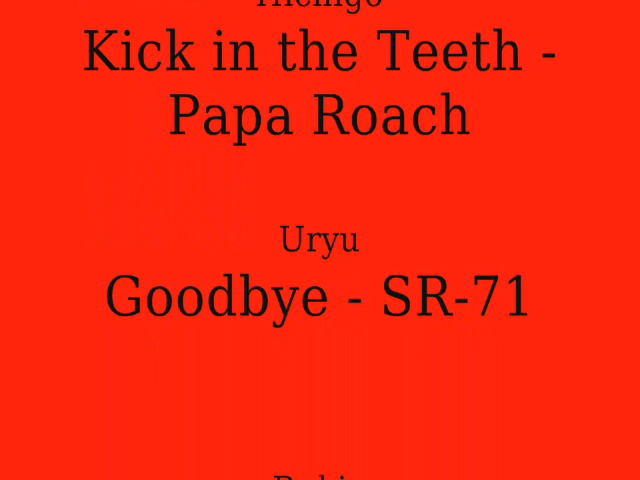 Kick in the Teeth -
Papa Roach
Uryu
Goodbye - SR-71